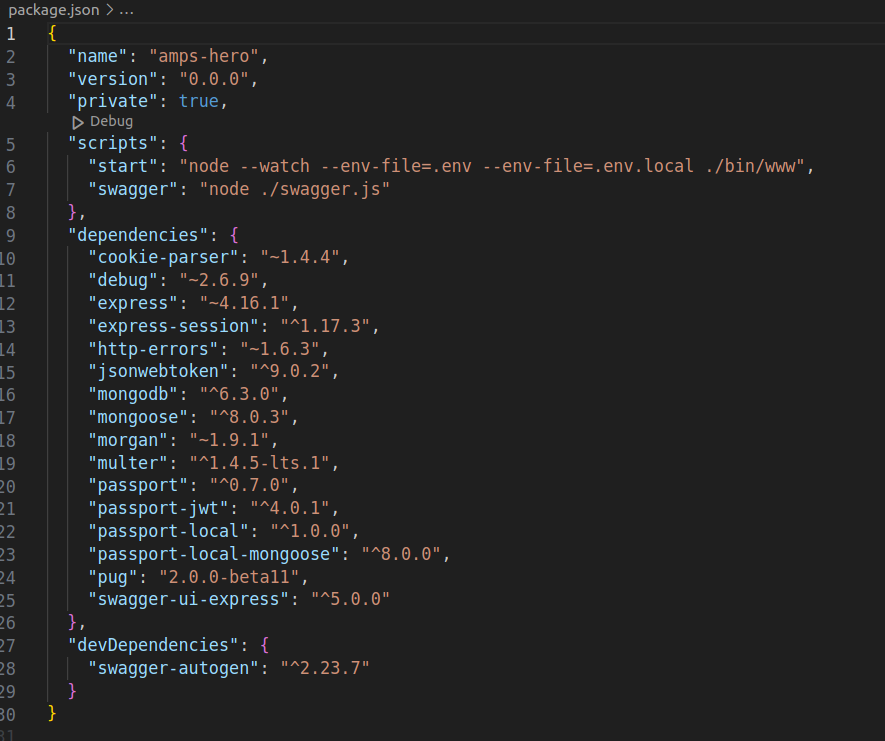 package.json > ...
1 {
2 "name": "amps-hero",
3 "version": "0.0.0",
4 "private": true,
Debug
5 "scripts": {
6 "start": "node --watch --env-file=.env --env-file=.env.local ./bin/www",
7 "swagger": "node ./swagger.js"
8 },
9 "dependencies": {
10 "cookie-parser": "~1.4.4",
11 "debug": "~2.6.9",
12 "express": "~4.16.1",
13 "express-session": "^1.17.3",
14 "http-errors": "~1.6.3",
15 "jsonwebtoken": "^9.0.2",
16 "mongodb": "^6.3.0",
17 "mongoose": "^8.0.3",
18 "morgan": "~1.9.1",
19 "multer": "^1.4.5-lts.1",
20 "passport": "^0.7.0",
21 "passport-jwt": "^4.0.1",
22 "passport-local": "^1.0.0",
23 "passport-local-mongoose": "^8.0.0",
24 "pug": "2.0.0-beta11",
25 "swagger-ui-express": "^5.0.0"
26 },
27 "devDependencies": {
28 "swagger-autogen": "^2.23.7"
29 }
30 }
31